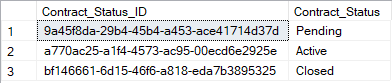 Contract_Status_ID Contract_Status
1 9a45f8da-29b4-45b4-a453-ace41714d37d Pending
2 a770ac25-a1f4-4573-ac95-00ecd6e2925e Active
3 bf146661-6d15-46f6-a818-eda7b3895325 Closed